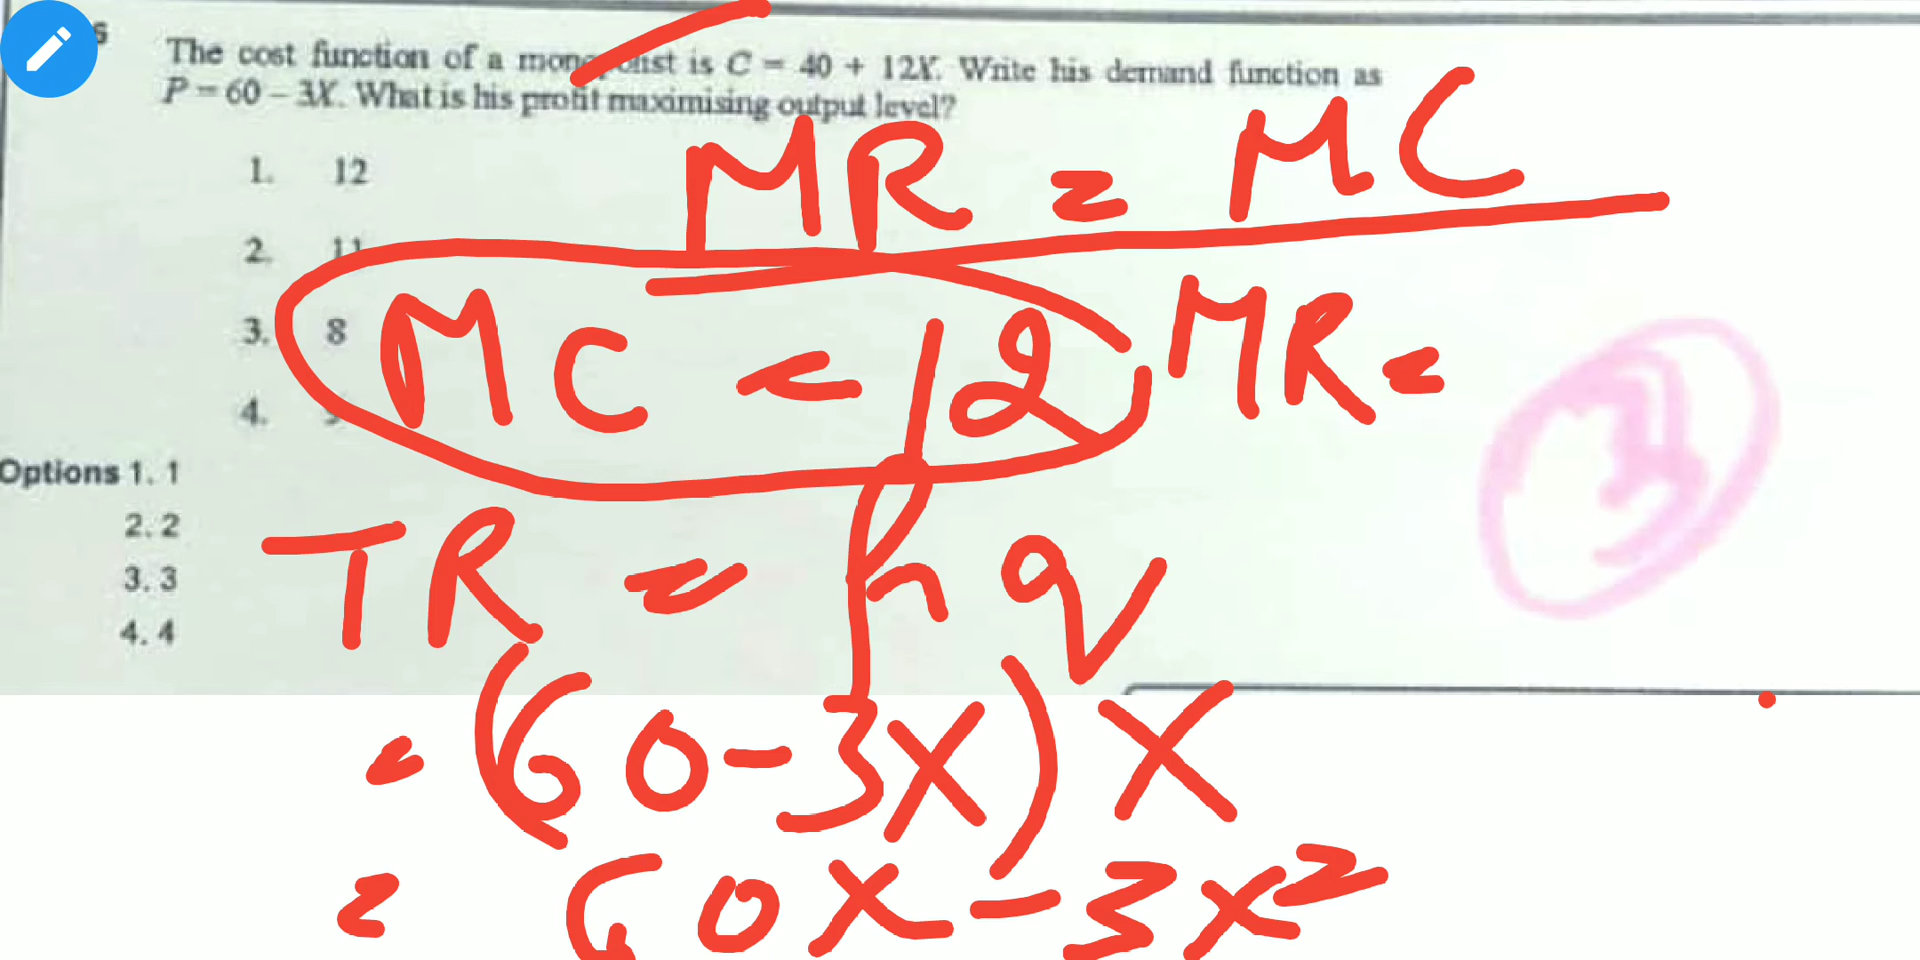 The cost function of a monopolist is C = 40 + 12X. Write his demand function as
P = 60 – 3X. What is his profit maximising output level?
1. 12
MR = MC
2. 11
3. 8
MC = 12
MR =
4.
3
Options 1. 1
2. 2
3. 3
4. 4
TR =
= (60-3X) X
= 60X - 3X²